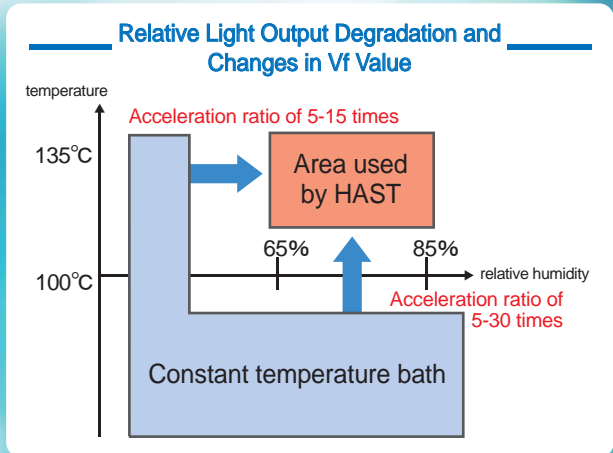 Relative Light Output Degradation and
Changes in Vf Value
temperature
Acceleration ratio of 5-15 times
135°C
Area used
by HAST
65%
85%
100°C
relative humidity
Acceleration ratio of
5-30 times
Constant temperature bath